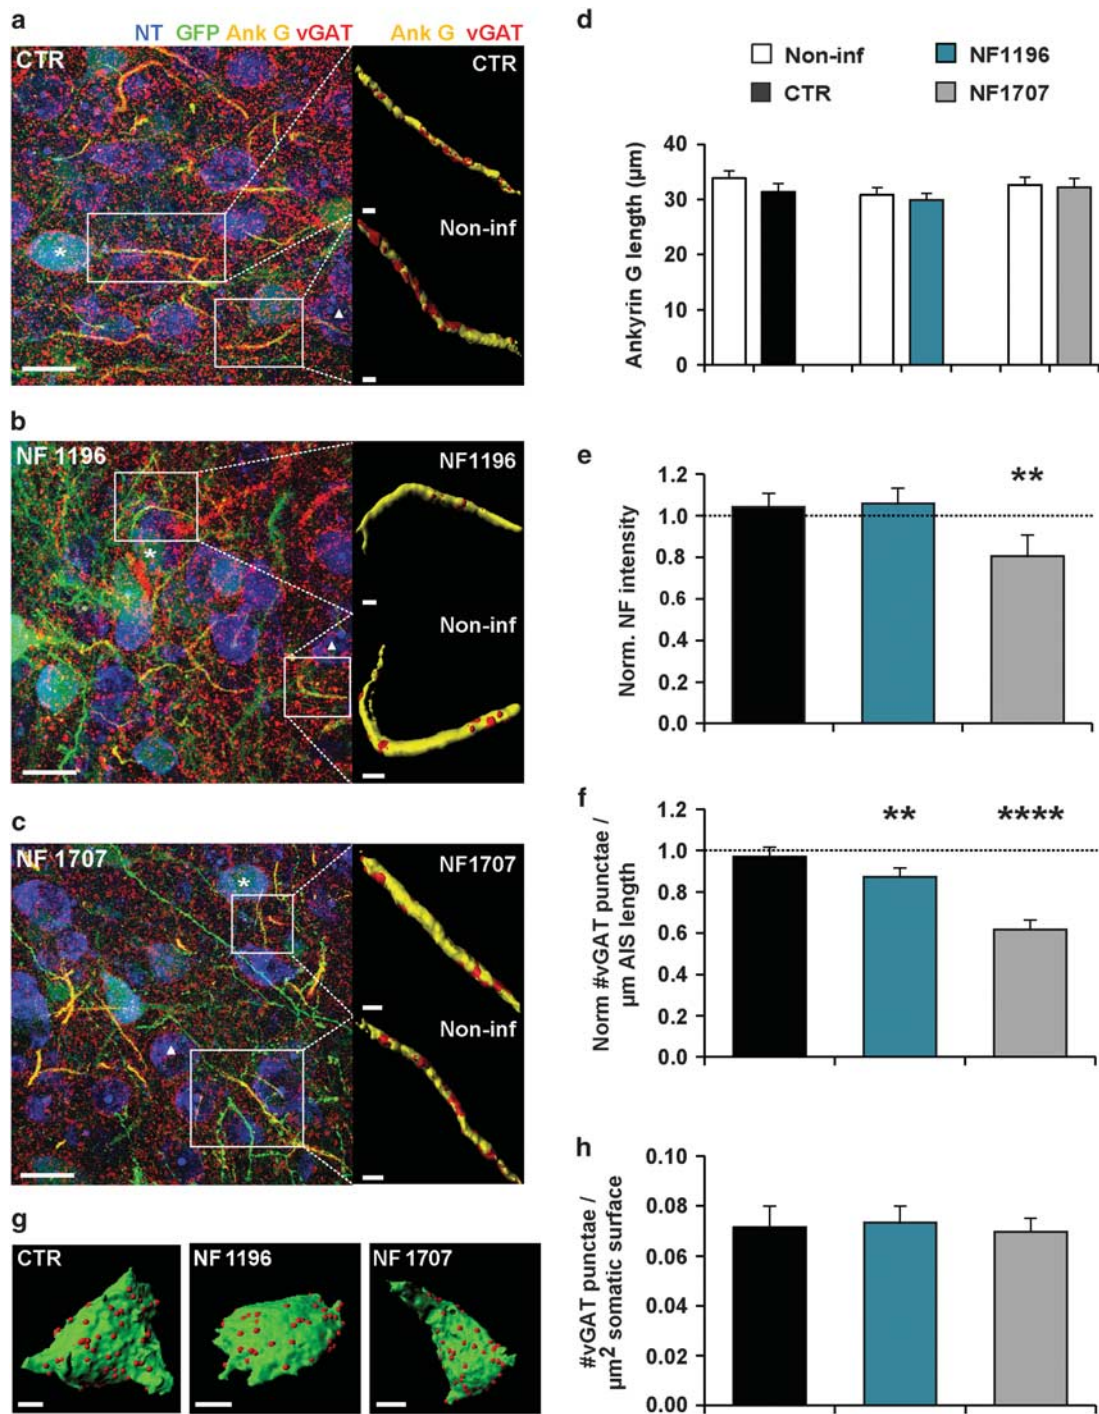 a
NT GFP Ank G vGAT Ank G vGAT
CTR
CTR
*
Non-inf
b
NF 1196
NF1196
*
Non-inf
c
NF 1707
NF1707
*
Non-inf
g
CTR
NF 1196
NF 1707
d
Non-inf
NF1196
CTR
NF1707
Ankyrin G length (µm)
40
30
20
10
0
e
Norm. NF intensity
1.2
1.0
0.8
0.6
0.4
0.2
0.0
**
f
Norm #vGAT punctae /
µm AIS length
1.2
1.0
0.8
0.6
0.4
0.2
0.0
**
****
h
#vGAT punctae /
µm² somatic surface
0.10
0.08
0.06
0.04
0.02
0.00